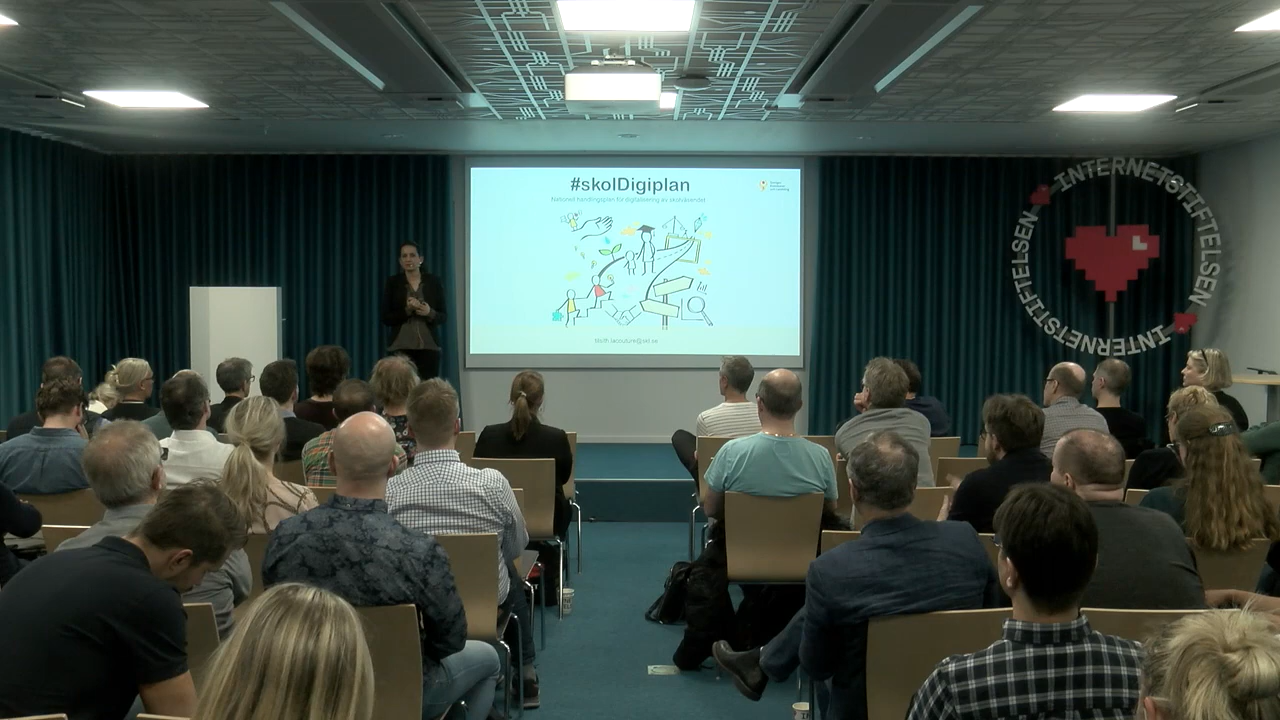 #skolDigiplan
Nationell handlingsplan för digitalisering av skolväsendet
INTERNETSTIFTELSEN
INTERNETSTIFTELSEN